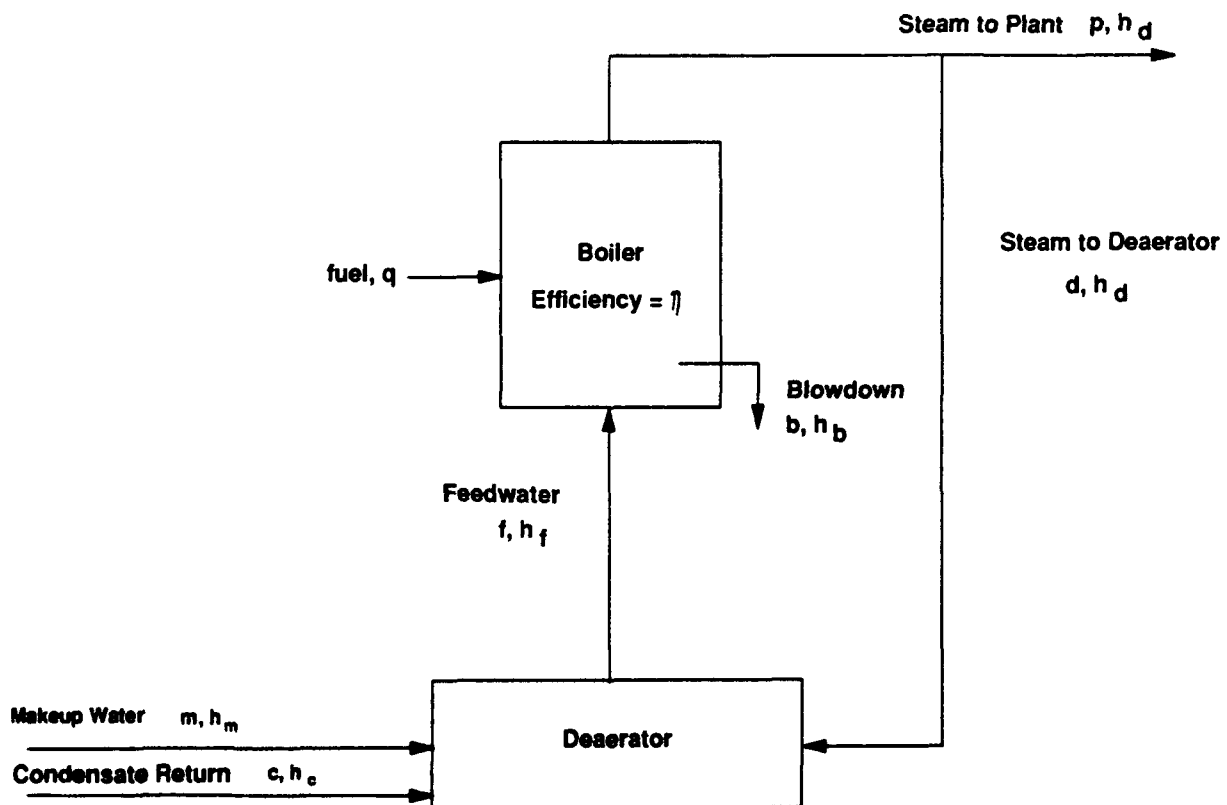 Steam to Plant p, h d
Boiler
Efficiency = η
fuel, q
Steam to Deaerator
d, h d
Blowdown
b, h b
Feedwater
f, h f
Makeup Water m, h m
Deaerator
Condensate Return c, h c